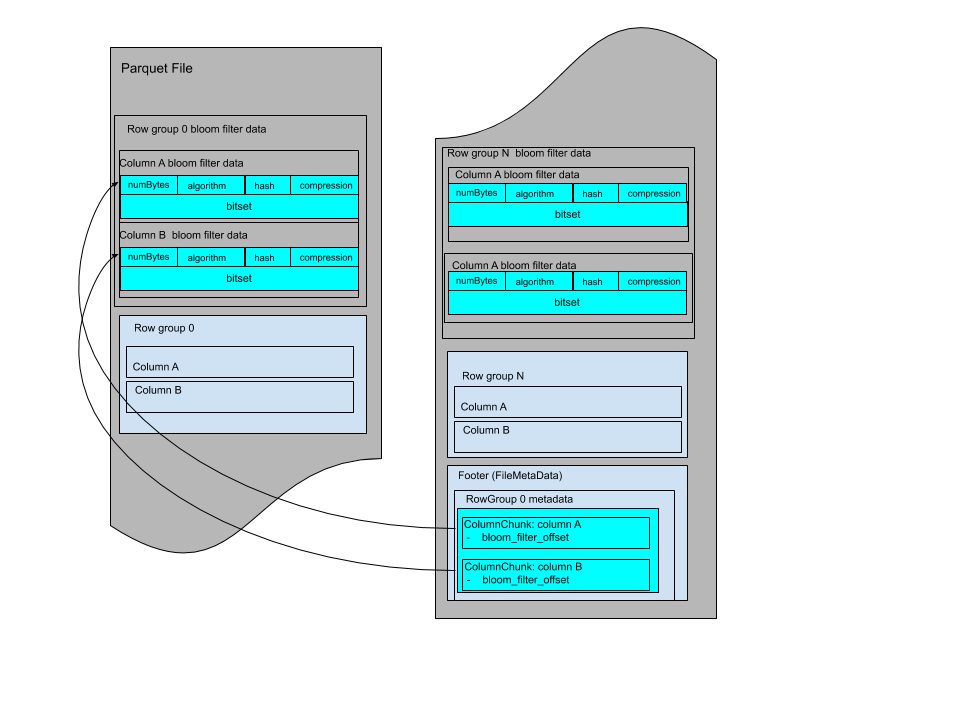 Parquet File
Row group 0 bloom filter data
Column A bloom filter data
numBytes algorithm hash compression
bitset
Column B  bloom filter data
numBytes algorithm hash compression
bitset
Row group 0
Column A
Column B
Row group N  bloom filter data
Column A bloom filter data
numBytes algorithm hash compression
bitset
Column A bloom filter data
numBytes algorithm hash compression
bitset
Row group N
Column A
Column B
Footer (FileMetaData)
RowGroup 0 metadata
ColumnChunk: column A
- bloom_filter_offset
ColumnChunk: column B
- bloom_filter_offset